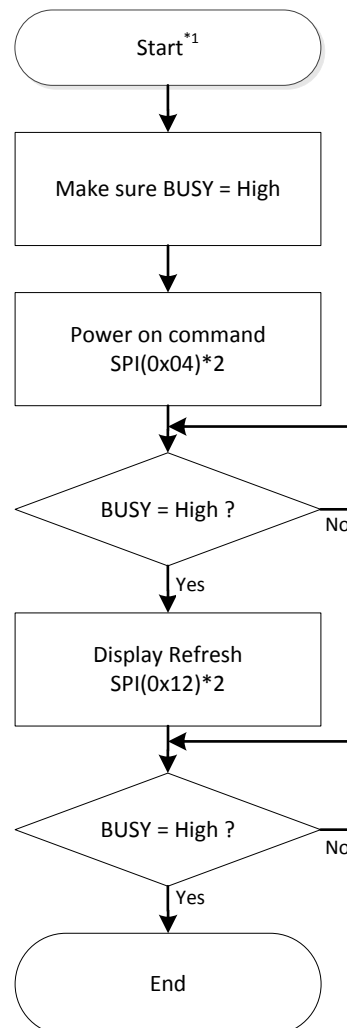 Start*1
Make sure BUSY = High
Power on command
SPI(0x04)*2
BUSY = High ?
No
Yes
Display Refresh
SPI(0x12)*2
BUSY = High ?
No
Yes
End